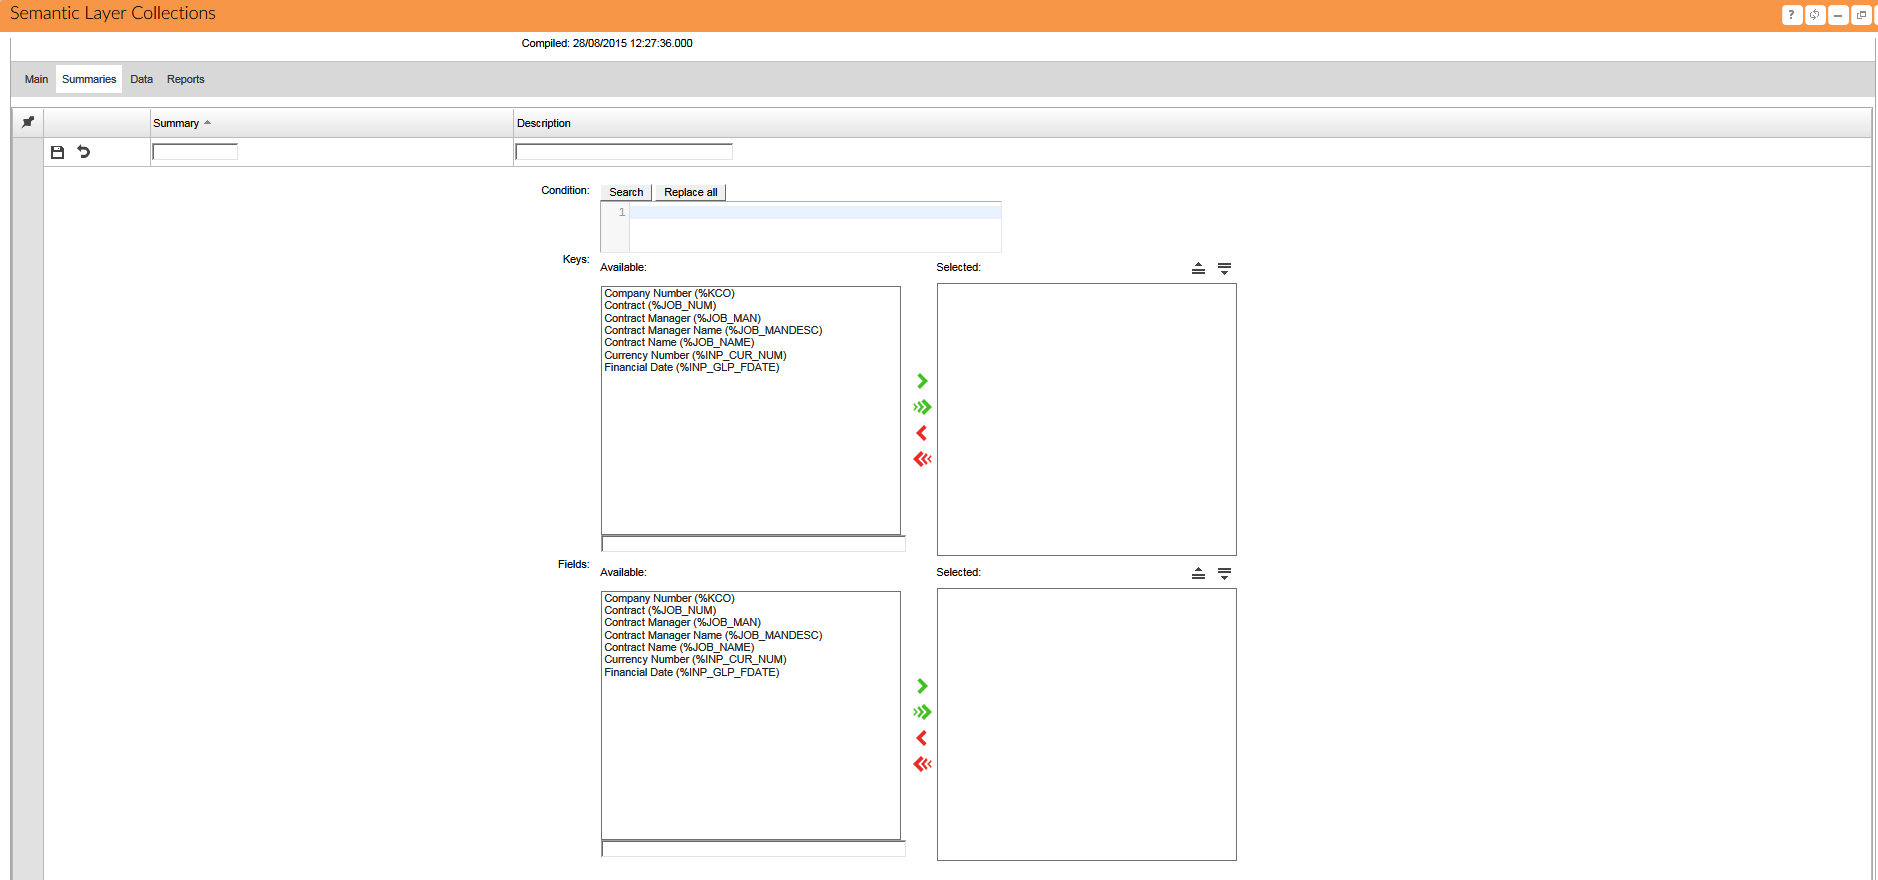 Semantic Layer Collections
?
Compiled: 28/08/2015 12:27:36.000
Main Summaries Data Reports
Summary Description
Condition: Search Replace all
1
Keys: Available: Selected:
Company Number (%KCO)
Contract (%JOB_NUM)
Contract Manager (%JOB_MAN)
Contract Manager Name (%JOB_MANDESC)
Contract Name (%JOB_NAME)
Currency Number (%INP_CUR_NUM)
Financial Date (%INP_GLP_FDATE)
Fields: Available: Selected:
Company Number (%KCO)
Contract (%JOB_NUM)
Contract Manager (%JOB_MAN)
Contract Manager Name (%JOB_MANDESC)
Contract Name (%JOB_NAME)
Currency Number (%INP_CUR_NUM)
Financial Date (%INP_GLP_FDATE)